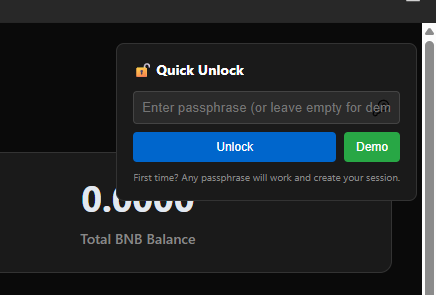 Quick Unlock
Enter passphrase (or leave empty for dem
Unlock
Demo
First time? Any passphrase will work and create your session.
0.0000
Total BNB Balance